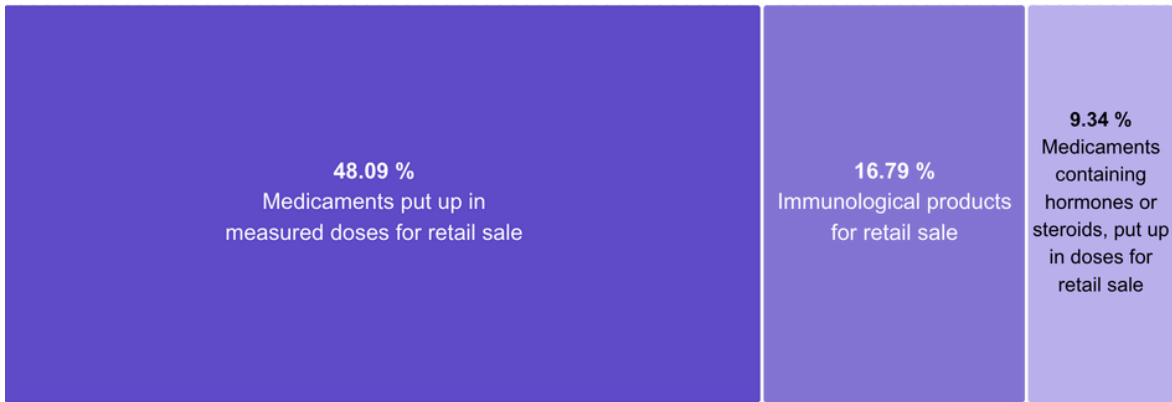 48.09 %
Medicaments put up in
measured doses for retail sale
16.79 %
Immunological products
for retail sale
9.34 %
Medicaments
containing
hormones or
steroids, put up
in doses for
retail sale